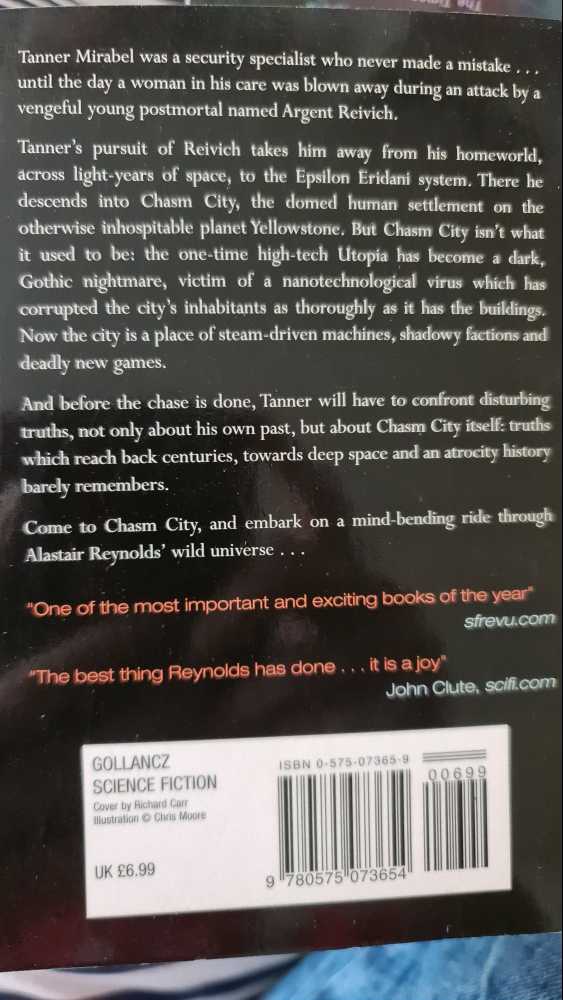 Tanner Mirabel was a security specialist who never made a mistake . . .
until the day a woman in his care was blown away during an attack by a
vengeful young postmortal named Argent Reivich.
Tanner's pursuit of Reivich takes him away from his homeworld,
across light-years of space, to the Epsilon Eridani system. There he
descends into Chasm City, the domed human settlement on the
otherwise inhospitable planet Yellowstone. But Chasm City isn't what
it used to be: the one-time high-tech Utopia has become a dark,
Gothic nightmare, victim of a nanotechnological virus which has
corrupted the city's inhabitants as thoroughly as it has the buildings.
Now the city is a place of steam-driven machines, shadowy factions and
deadly new games.
And before the chase is done, Tanner will have to confront disturbing
truths, not only about his own past, but about Chasm City itself: truths
which reach back centuries, towards deep space and an atrocity history
barely remembers.
Come to Chasm City, and embark on a mind-bending ride through
Alastair Reynolds' wild universe . . .
"One of the most important and exciting books of the year"
sfrevu.com
"The best thing Reynolds has done . . . it is a joy"
John Clute, scifi.com
GOLLANCZ
SCIENCE FICTION
Cover by Richard Carr
Illustration © Chris Moore
UK £6.99
ISBN 0-575-07365-9
00699
9 780575 073654